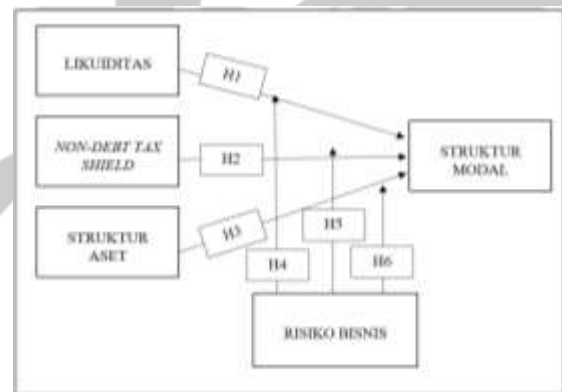 LIKUIDITAS
H1
NON-DEBT TAX
SHIELD
H2
STRUKTUR
MODAL
STRUKTUR
ASET
H3
H4
H5
H6
RISIKO BISNIS